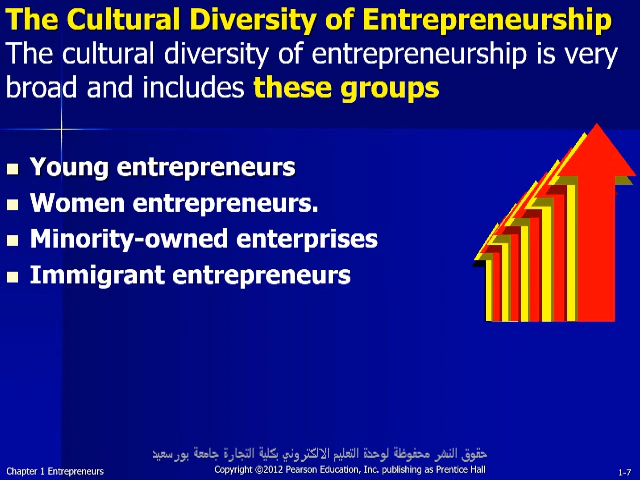 The Cultural Diversity of Entrepreneurship
The cultural diversity of entrepreneurship is very
broad and includes these groups
Young entrepreneurs
Women entrepreneurs.
Minority-owned enterprises
Immigrant entrepreneurs
حقوق النشر محفوظة لوحدة التعليم الالكتروني بكلية التجارة جامعة بورسعيد
Chapter 1 Entrepreneurs
Copyright ©2012 Pearson Education, Inc. publishing as Prentice Hall
1-7